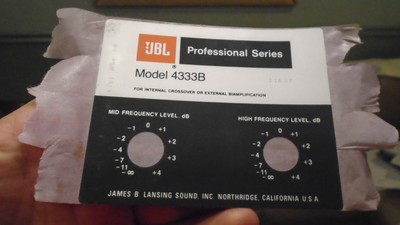 JBL Professional Series
Model 4333B
FOR INTERNAL CROSSOVER OR EXTERNAL BIAMPLIFICATION
MID FREQUENCY LEVEL, dB
-1 0 +1
-2 +2
-4 +3
-7
-11 +4
-∞
HIGH FREQUENCY LEVEL, dB
-1 0 +1
-2 +2
-4 +3
-7
-11 +4
-∞
JAMES B LANSING SOUND, INC. NORTHRIDGE, CALIFORNIA U.S.A.